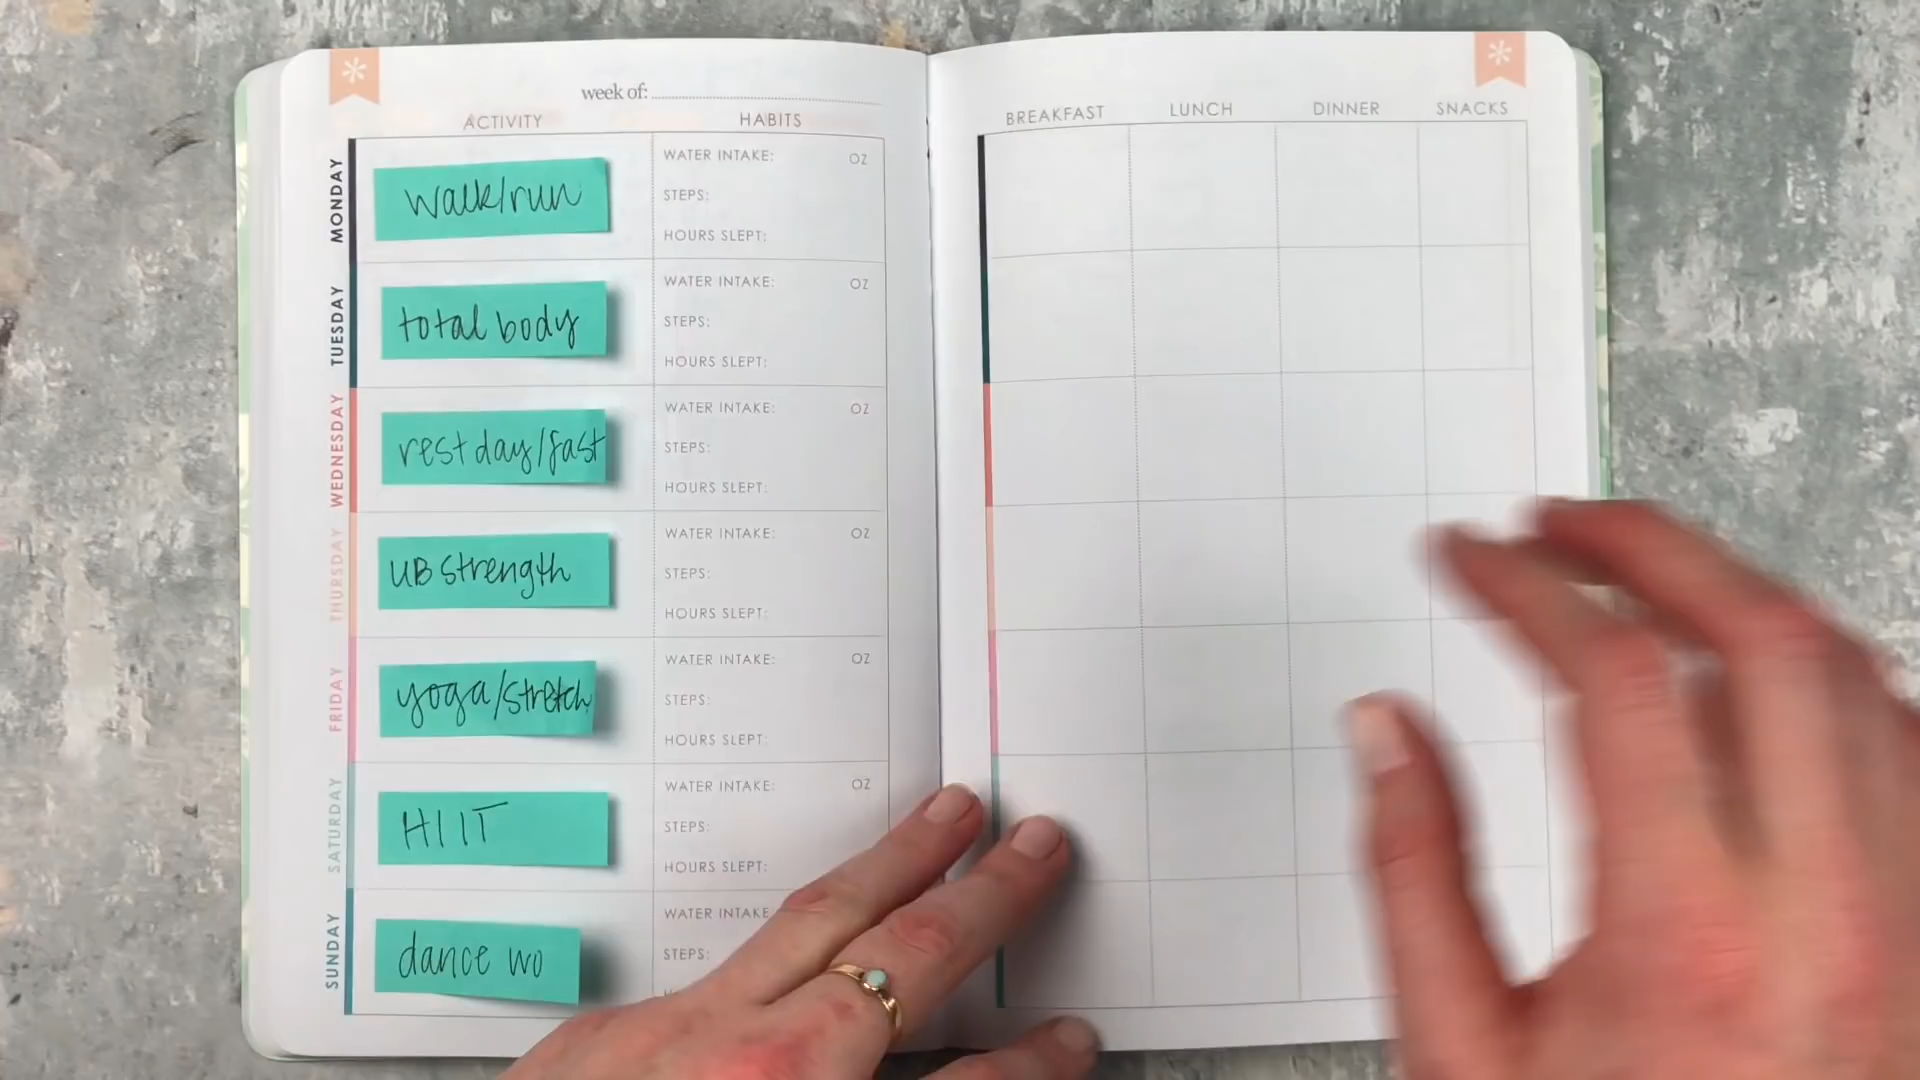 week of:
ACTIVITY HABITS
BREAKFAST LUNCH DINNER SNACKS
MONDAY
walk/run
WATER INTAKE: OZ
STEPS:
HOURS SLEPT:
TUESDAY
total body
WATER INTAKE: OZ
STEPS:
HOURS SLEPT:
WEDNESDAY
rest day/fast
WATER INTAKE: OZ
STEPS:
HOURS SLEPT:
THURSDAY
UB strength
WATER INTAKE: OZ
STEPS:
HOURS SLEPT:
FRIDAY
yoga/stretch
WATER INTAKE: OZ
STEPS:
HOURS SLEPT:
SATURDAY
HIIT
WATER INTAKE: OZ
STEPS:
HOURS SLEPT:
SUNDAY
dance wo
WATER INTAKE
STEPS: